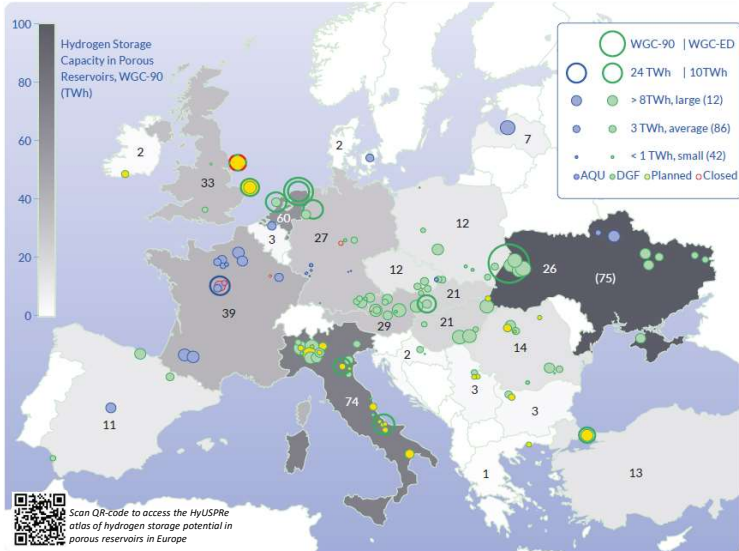 100
80
60
40
20
0
Hydrogen Storage
Capacity in Porous
Reservoirs, WGC-90
(TWh)
WGC-90 | WGC-ED
24 TWh | 10TWh
> 8TWh, large (12)
3 TWh, average (86)
< 1 TWh, small (42)
AQU DGF Planned Closed
2
33
2
7
60
3
27
12
12
26
(75)
21
39
29
21
14
2
74
3
3
11
1
13
Scan QR-code to access the HyUSPRe
atlas of hydrogen storage potential in
porous reservoirs in Europe